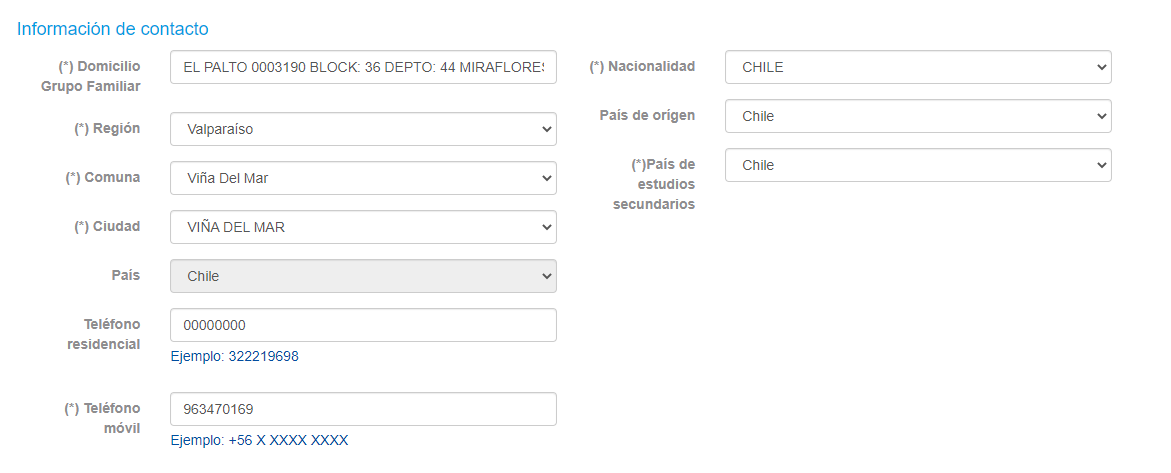 Información de contacto
(*) Domicilio
Grupo Familiar
EL PALTO 0003190 BLOCK: 36 DEPTO: 44 MIRAFLORES
(*) Región
Valparaíso
(*) Comuna
Viña Del Mar
(*) Ciudad
VIÑA DEL MAR
País
Chile
Teléfono
residencial
00000000
Ejemplo: 322219698
(*) Teléfono
móvil
963470169
Ejemplo: +56 X XXXX XXXX
(*) Nacionalidad
CHILE
País de orígen
Chile
(*)País de
estudios
secundarios
Chile